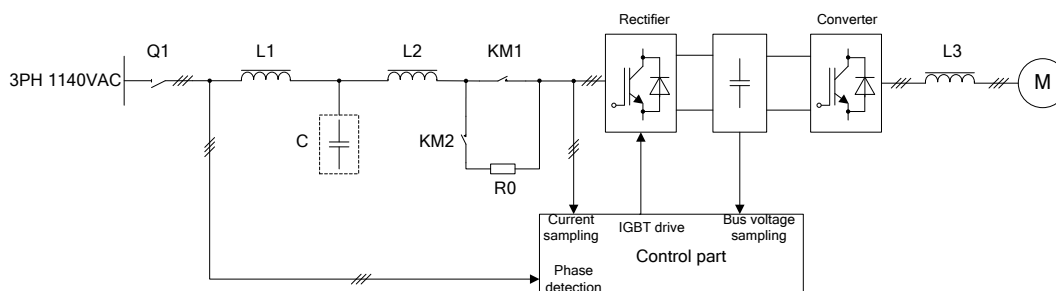 Rectifier
Converter
Q1
L1
L2
KM1
L3
3PH 1140VAC
M
C
KM2
R0
Current
sampling
IGBT drive
Bus voltage
sampling
Control part
Phase
detection